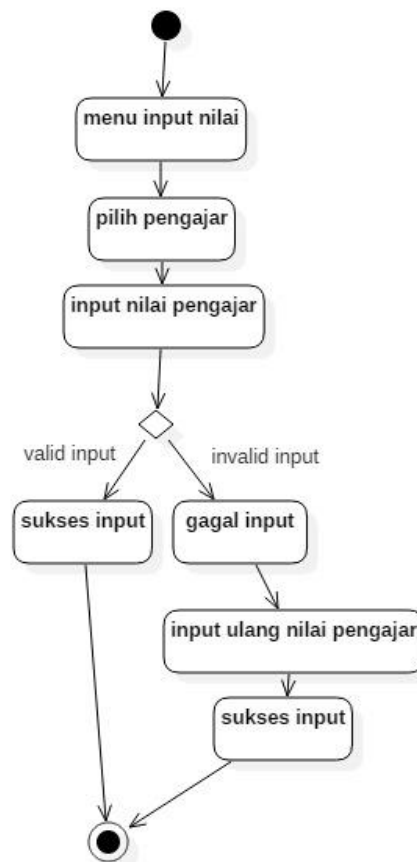 menu input nilai
pilih pengajar
input nilai pengajar
valid input
invalid input
sukses input
gagal input
input ulang nilai pengajar
sukses input